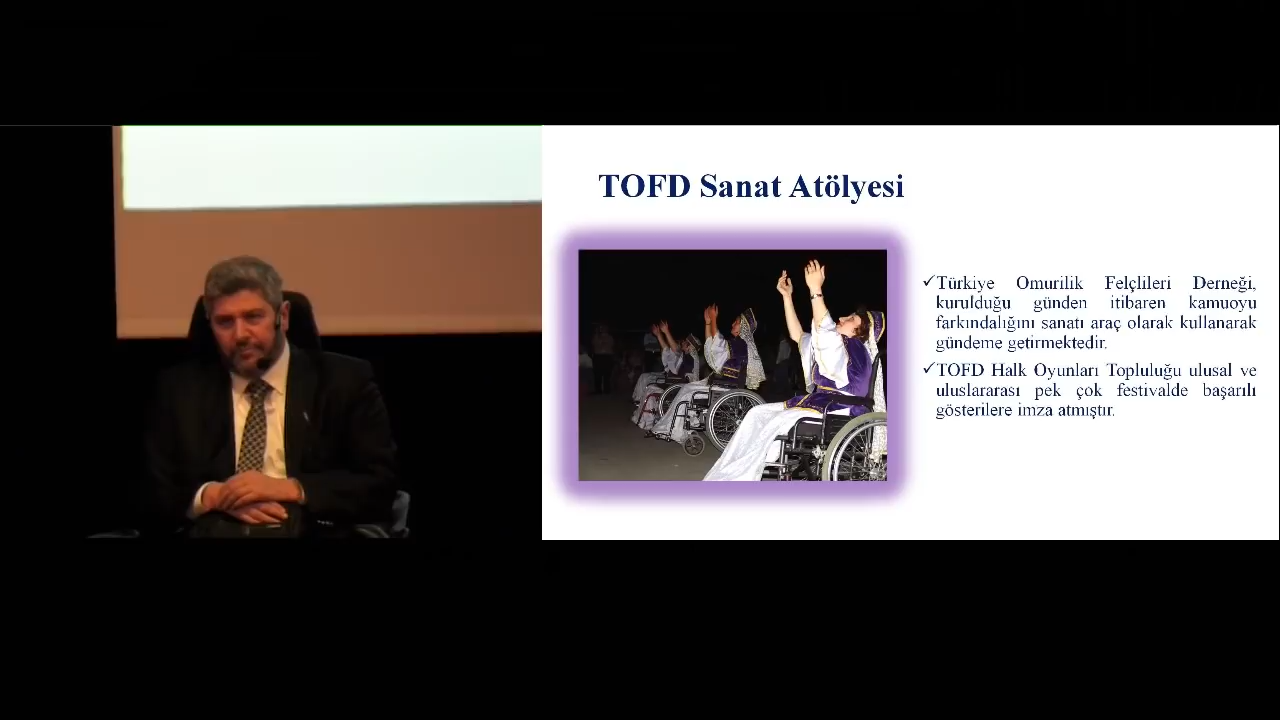 TOFD Sanat Atölyesi
✓Türkiye Omurilik Felçlileri Derneği,
kurulduğu günden itibaren kamuoyu
farkındalığını sanatı araç olarak kullanarak
gündeme getirmektedir.
✓TOFD Halk Oyunları Topluluğu ulusal ve
uluslararası pek çok festivalde başarılı
gösterilere imza atmıştır.